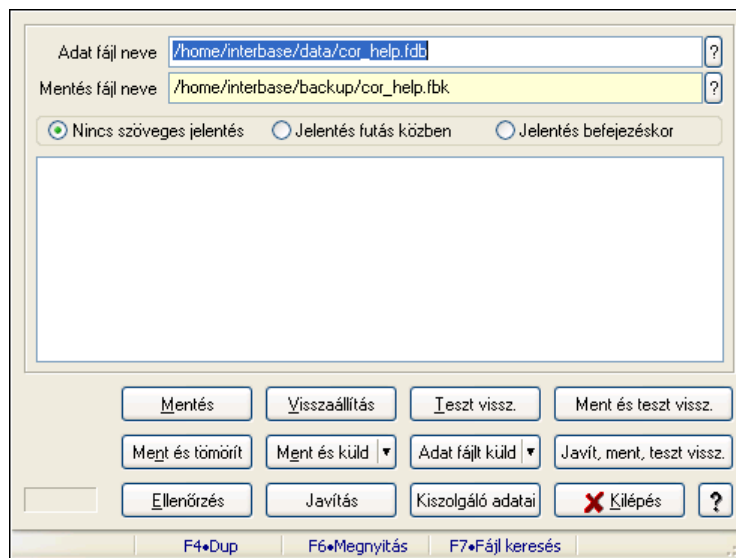 Adat fájl neve /home/interbase/data/cor_help.fdb ?
Mentés fájl neve /home/interbase/backup/cor_help.fbk ?
Nincs szöveges jelentés Jelentés futás közben Jelentés befejezéskor
Mentés Visszaállítás Teszt vissz. Ment és teszt vissz.
Ment és tömörít Ment és küld Adat fájlt küld Javít, ment, teszt vissz.
Ellenőrzés Javítás Kiszolgáló adatai Kilépés ?
F4•Dup F6•Megnyitás F7•Fájl keresés